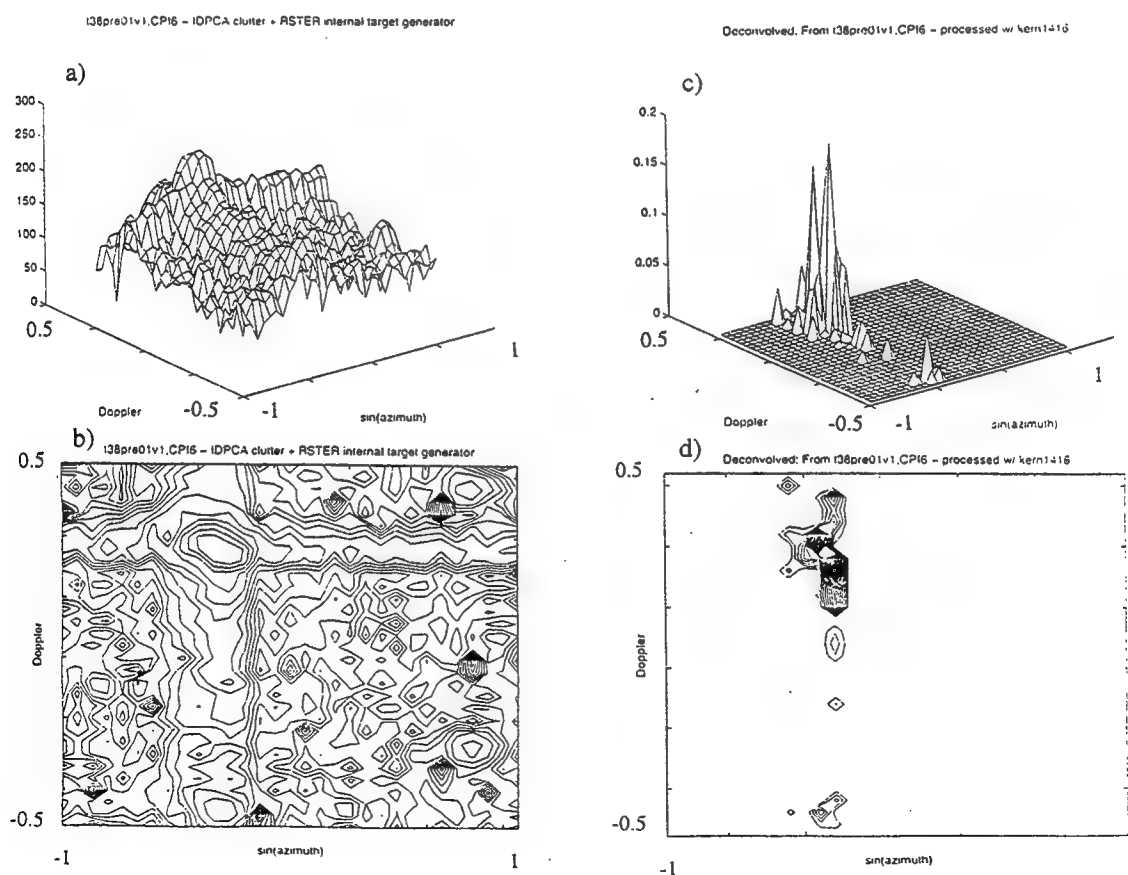 t38pre01v1,CPI6 – IDPCA clutter + RSTER internal target generator
a)
300
250
200
150
100
50
0
0.5
Doppler
-0.5
-1
sin(azimuth)
1
b)
t38pre01v1,CPI6 – IDPCA clutter + RSTER internal target generator
0.5
Doppler
-0.5
-1
sin(azimuth)
1
Deconvolved: From t38pre01v1,CPI6 – processed w/ kern1416
c)
0.2
0.15
0.1
0.05
0
0.5
Doppler
-0.5
-1
sin(azimuth)
1
d)
Deconvolved: From t38pre01v1,CPI6 – processed w/ kern1416
0.5
Doppler
-0.5
-1
sin(azimuth)